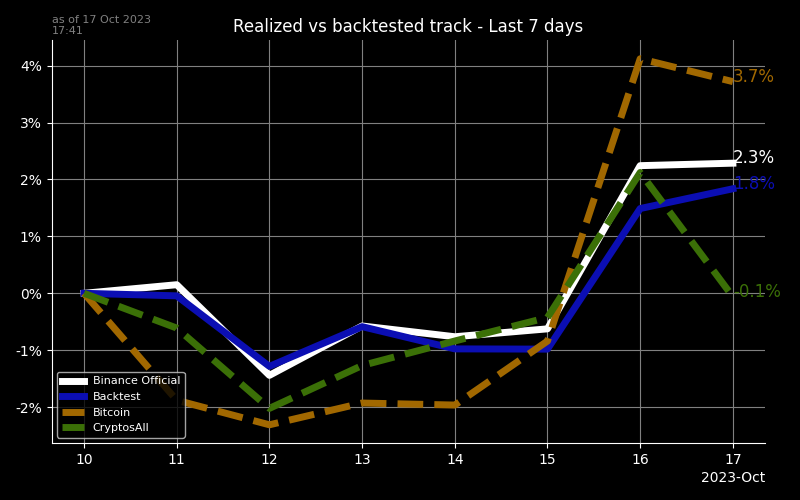 as of 17 Oct 2023
17:41
Realized vs backtested track - Last 7 days
4%
3%
2%
1%
0%
-1%
-2%
3.7%
2.3%
1.8%
-0.1%
Binance Official
Backtest
Bitcoin
CryptosAll
10 11 12 13 14 15 16 17
2023-Oct